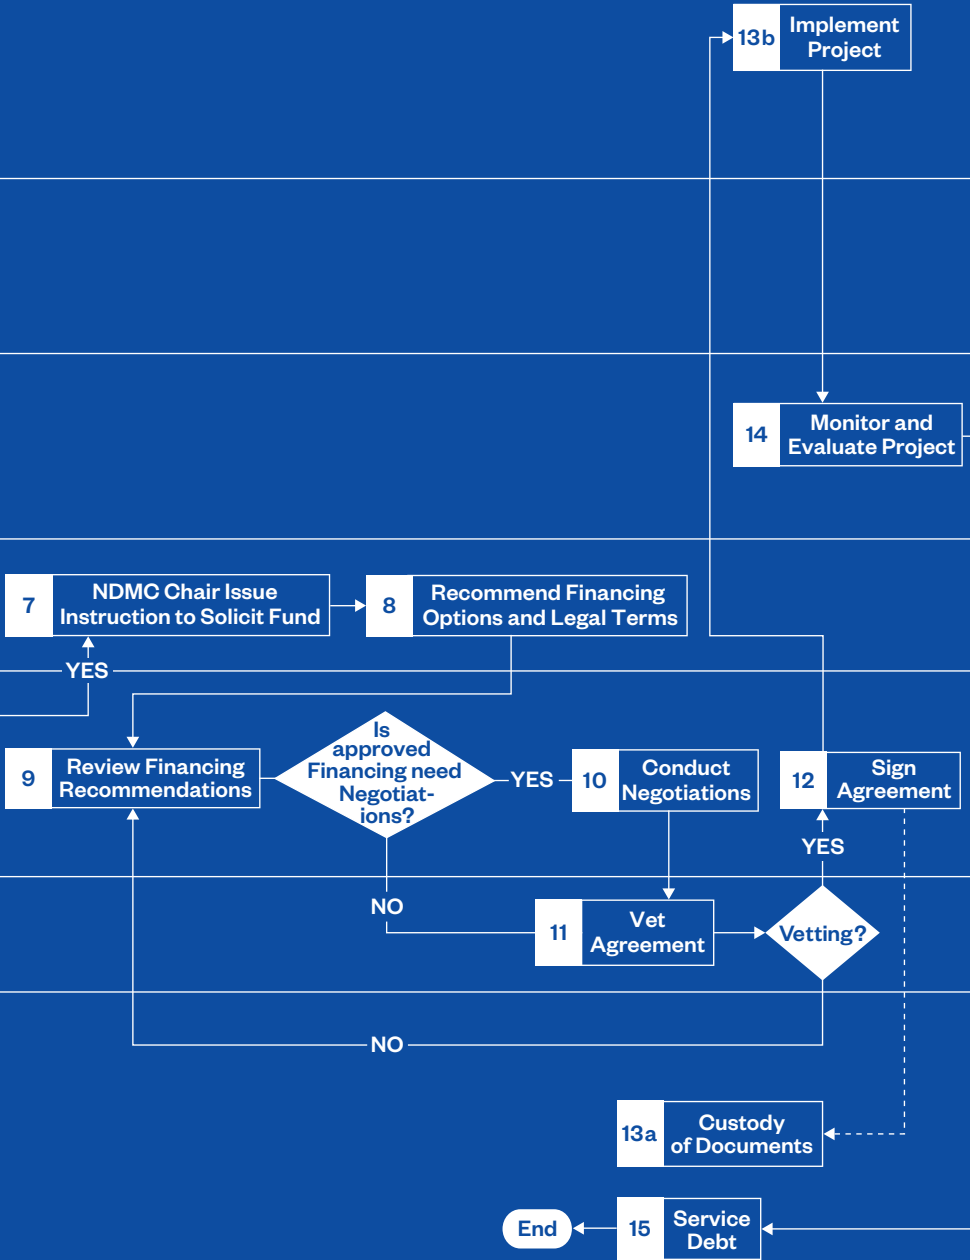 13b
Implement
Project
14
Monitor and
Evaluate Project
7
NDMC Chair Issue
Instruction to Solicit Fund
8
Recommend Financing
Options and Legal Terms
YES
9
Review Financing
Recommendations
Is
approved
Financing need
Negotiat-
ions?
YES
10
Conduct
Negotiations
12
Sign
Agreement
YES
NO
11
Vet
Agreement
Vetting?
NO
13a
Custody
of Documents
End
15
Service
Debt